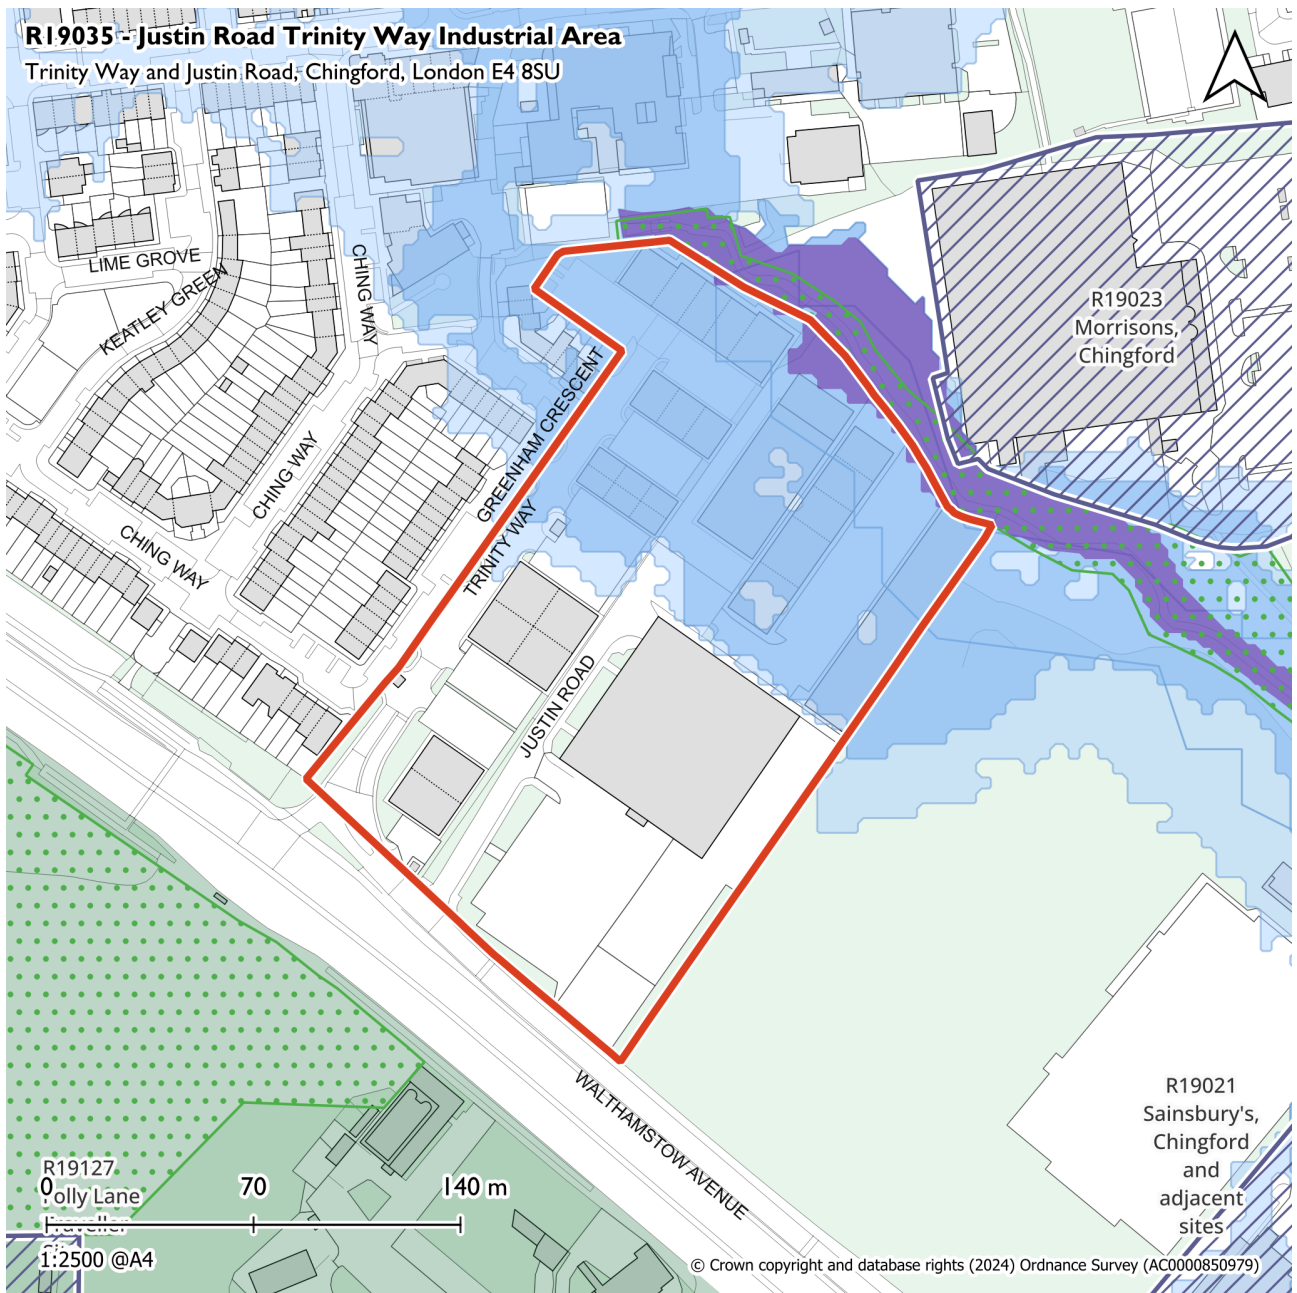 R19035 - Justin Road Trinity Way Industrial Area
Trinity Way and Justin Road, Chingford, London E4 8SU
LIME GROVE
KEATLEY GREEN
CHING WAY
R19023
Morrisons,
Chingford
GREENHAM CRESCENT
CHING WAY
TRINITY WAY
CHING WAY
JUSTIN ROAD
WALTHAMSTOW AVENUE
R19021
Sainsbury's,
Chingford
and
adjacent
sites
R19127
Folly Lane
Traveller
0 70 140 m
1:2500 @A4
© Crown copyright and database rights (2024) Ordnance Survey (AC0000850979)